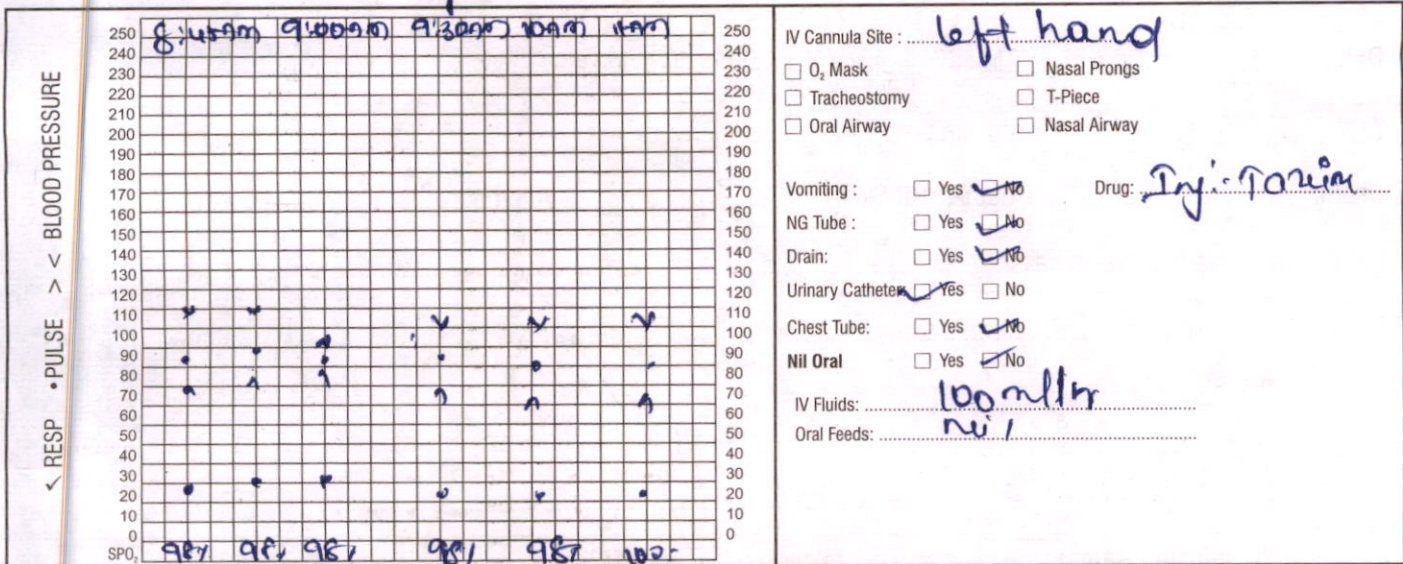 8:45am 9:00am 9:30am 10am 11am
250 250
240 240
230 230
220 220
210 210
200 200
190 190
180 180
170 170
160 160
150 150
140 140
130 130
120 120
110 110
100 100
90 90
80 80
70 70
60 60
50 50
40 40
30 30
20 20
10 10
0 0
SPO₂ 98% 98% 98% 98% 98% 100%
< RESP • PULSE > < BLOOD PRESSURE
IV Cannula Site : left hand
☐ O₂ Mask ☐ Nasal Prongs
☐ Tracheostomy ☐ T-Piece
☐ Oral Airway ☐ Nasal Airway
Vomiting : ☐ Yes ☑ No Drug: Inj:-
NG Tube : ☐ Yes ☑ No
Drain: ☐ Yes ☑ No
Urinary Catheter ☑ Yes ☐ No
Chest Tube: ☐ Yes ☑ No
Nil Oral ☐ Yes ☑ No
IV Fluids: 100ml/hr
Oral Feeds: nil